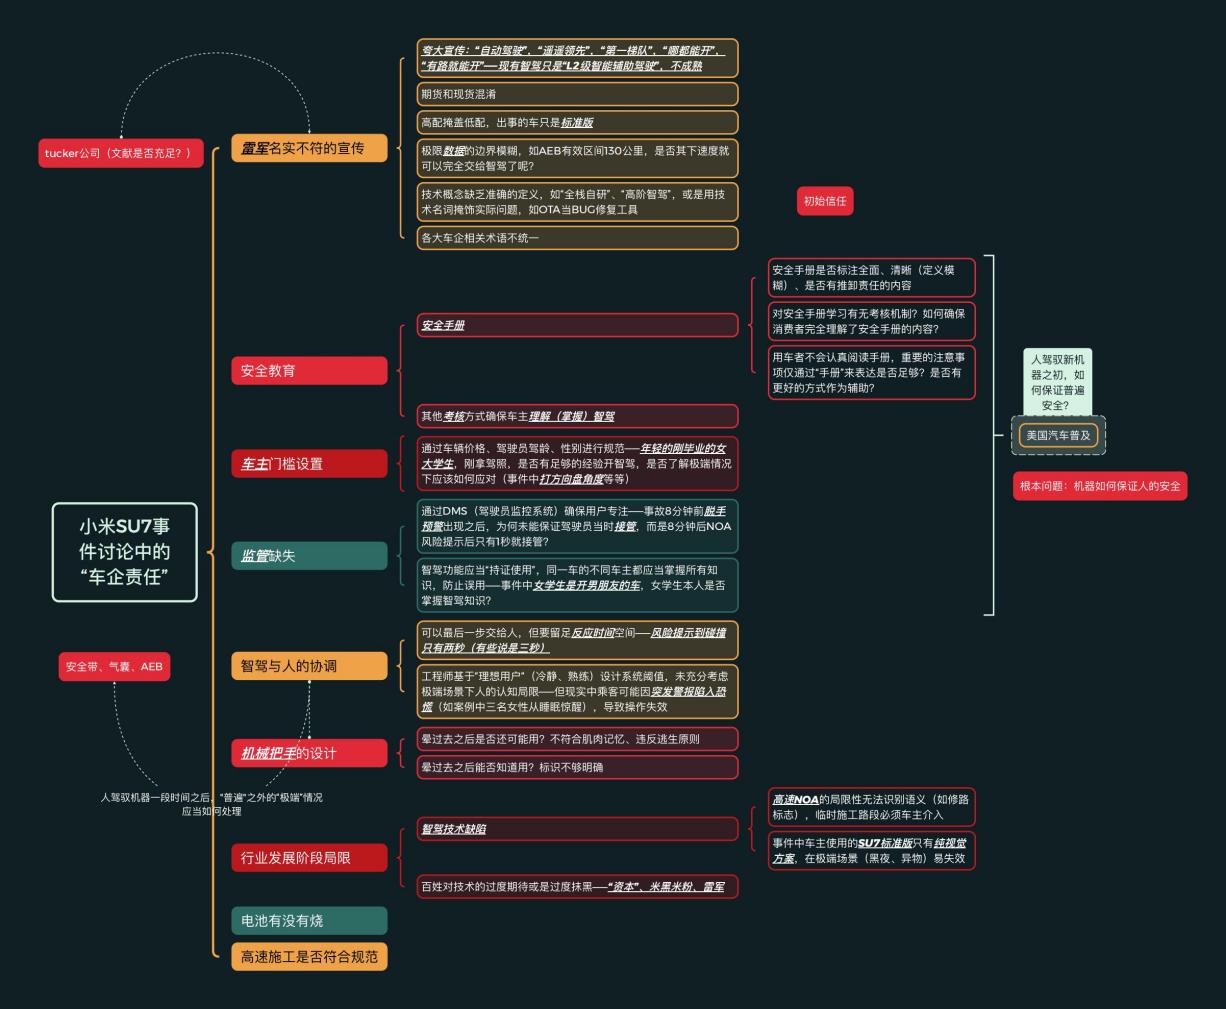 小米SU7事
件讨论中的
“车企责任”
tucker公司（文献是否充足？）
雷军名实不符的宣传
夸大宣传：“自动驾驶”，“遥遥领先”，“第一梯队”，“哪都能开”，
“有路就能开”——现有智驾只是“L2级智能辅助驾驶”，不成熟
期货和现货混淆
高配掩盖低配，出事的车只是标准版
极限数据的边界模糊，如AEB有效区间130公里，是否其下速度就
可以完全交给智驾了呢？
技术概念缺乏准确的定义，如“全栈自研”、“高阶智驾”，或是用技
术名词掩饰实际问题，如OTA当BUG修复工具
各大车企相关术语不统一
初始信任
安全教育
安全手册
安全手册是否标注全面、清晰（定义模
糊）、是否有推卸责任的内容
对安全手册学习有无考核机制？如何确保
消费者完全理解了安全手册的内容？
用车者不会认真阅读手册，重要的注意事
项仅通过“手册”来表达是否足够？是否有
更好的方式作为辅助？
其他考核方式确保车主理解（掌握）智驾
车主门槛设置
通过车辆价格、驾驶员驾龄、性别进行规范——年轻的刚毕业的女
大学生，刚拿驾照，是否有足够的经验开智驾，是否了解极端情况
下应该如何应对（事件中打方向盘角度等等）
监管缺失
通过DMS（驾驶员监控系统）确保用户专注——事故8分钟前脱手
预警出现之后，为何未能保证驾驶员当时接管，而是8分钟后NOA
风险提示后只有1秒就接管？
智驾功能应当“持证使用”，同一车的不同车主都应当掌握所有知
识，防止误用——事件中女学生是开男朋友的车，女学生本人是否
掌握智驾知识？
人驾驭新机
器之初，如
何保证普遍
安全？
美国汽车普及
根本问题：机器如何保证人的安全
智驾与人的协调
可以最后一步交给人，但要留足反应时间空间——风险提示到碰撞
只有两秒（有些说是三秒）
工程师基于“理想用户”（冷静、熟练）设计系统阈值，未充分考虑
极端场景下人的认知局限——但现实中乘客可能因突发警报陷入恐
慌（如案例中三名女性从睡眠惊醒），导致操作失效
安全带、气囊、AEB
机械把手的设计
晕过去之后是否还可能用？不符合肌肉记忆、违反逃生原则
晕过去之后能否知道用？标识不够明确
人驾驭机器一段时间之后，“普遍”之外的“极端”情况
应当如何处理
行业发展阶段局限
智驾技术缺陷
高速NOA的局限性无法识别语义（如修路
标志），临时施工路段必须车主介入
事件中车主使用的SU7标准版只有纯视觉
方案，在极端场景（黑夜、异物）易失效
百姓对技术的过度期待或是过度抹黑——“资本”、米黑米粉、雷军
电池有没有烧
高速施工是否符合规范